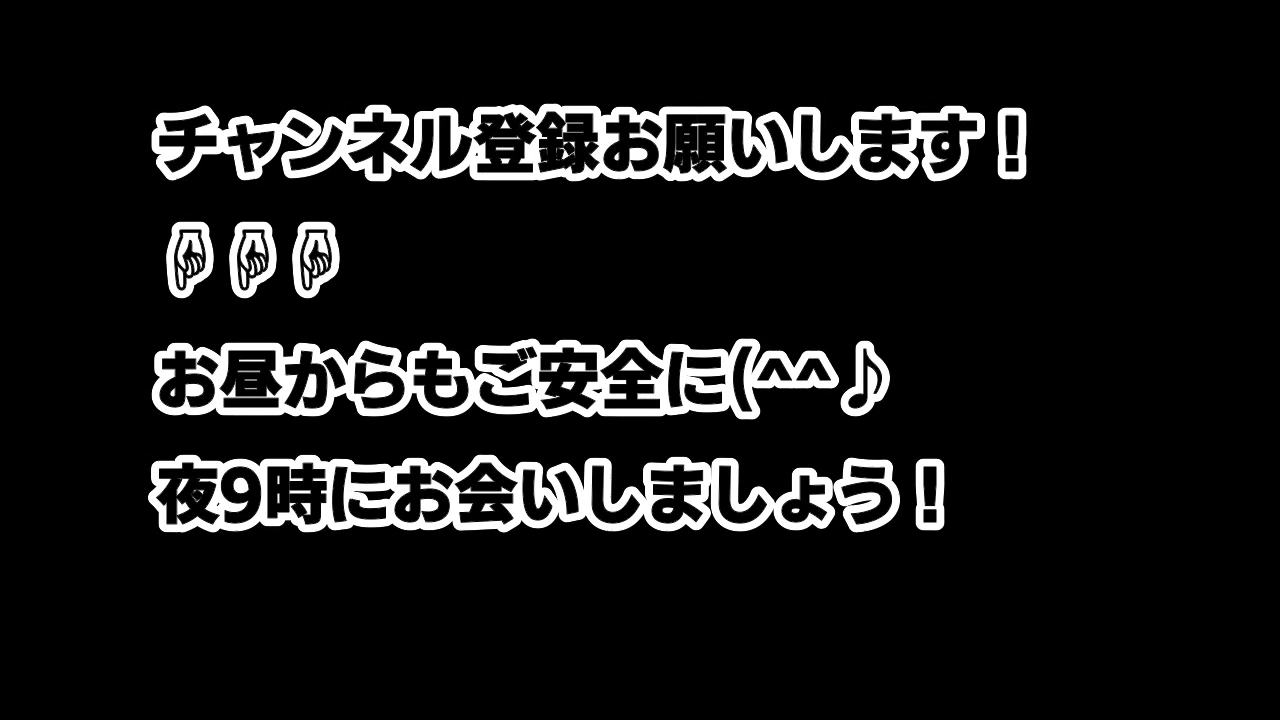 チャンネル登録お願いします！
☟☟☟
お昼からもご安全に(^^♪
夜9時にお会いしましょう！